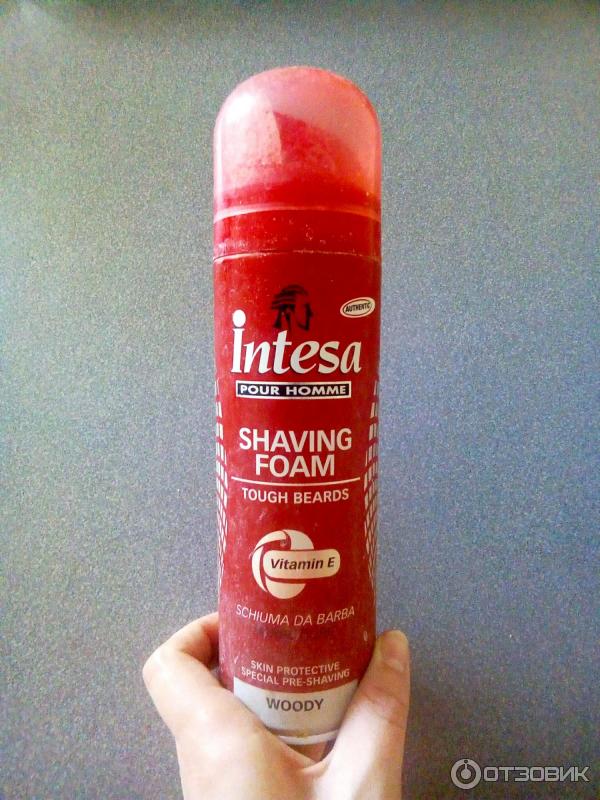 AUTHENTIC
Intesa
POUR HOMME
SHAVING
FOAM
TOUGH BEARDS
Vitamin E
SCHIUMA DA BARBA
SKIN PROTECTIVE
SPECIAL PRE-SHAVING
WOODY
ОТЗОВИК